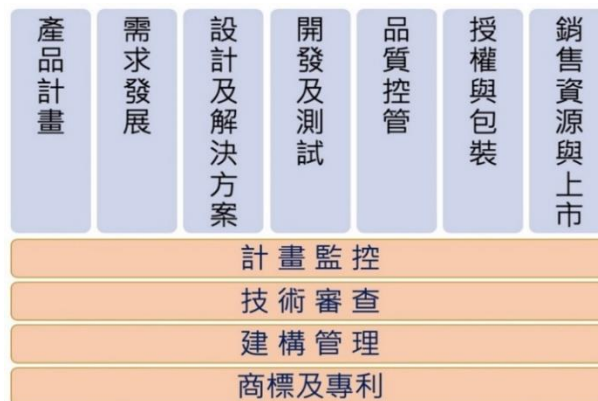 產品計畫
需求發展
設計及解決方案
開發及測試
品質控管
授權與包裝
銷售資源與上市
計畫監控
技術審查
建構管理
商標及專利